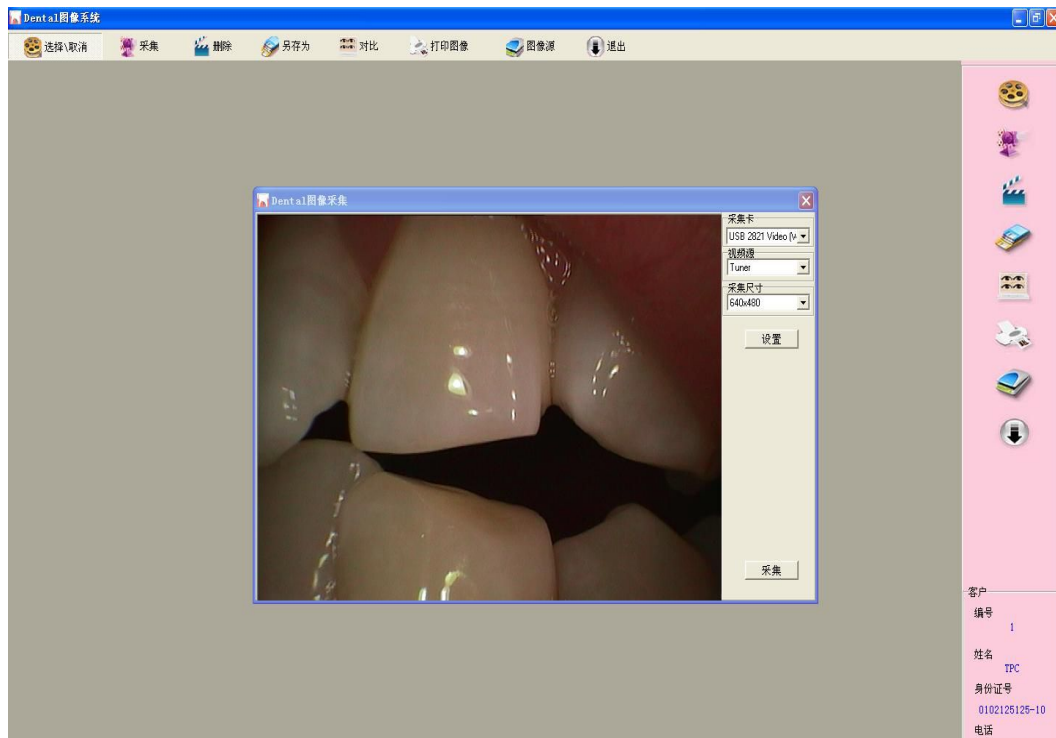 Dental图像系统
选择\取消 采集 删除 另存为 对比 打印图像 图像源 退出
Dental图像采集
采集卡
USB 2821 Video (V
视频源
Tuner
采集尺寸
640x480
设置
采集
客户
编号
1
姓名
TPC
身份证号
0102125125-10
电话